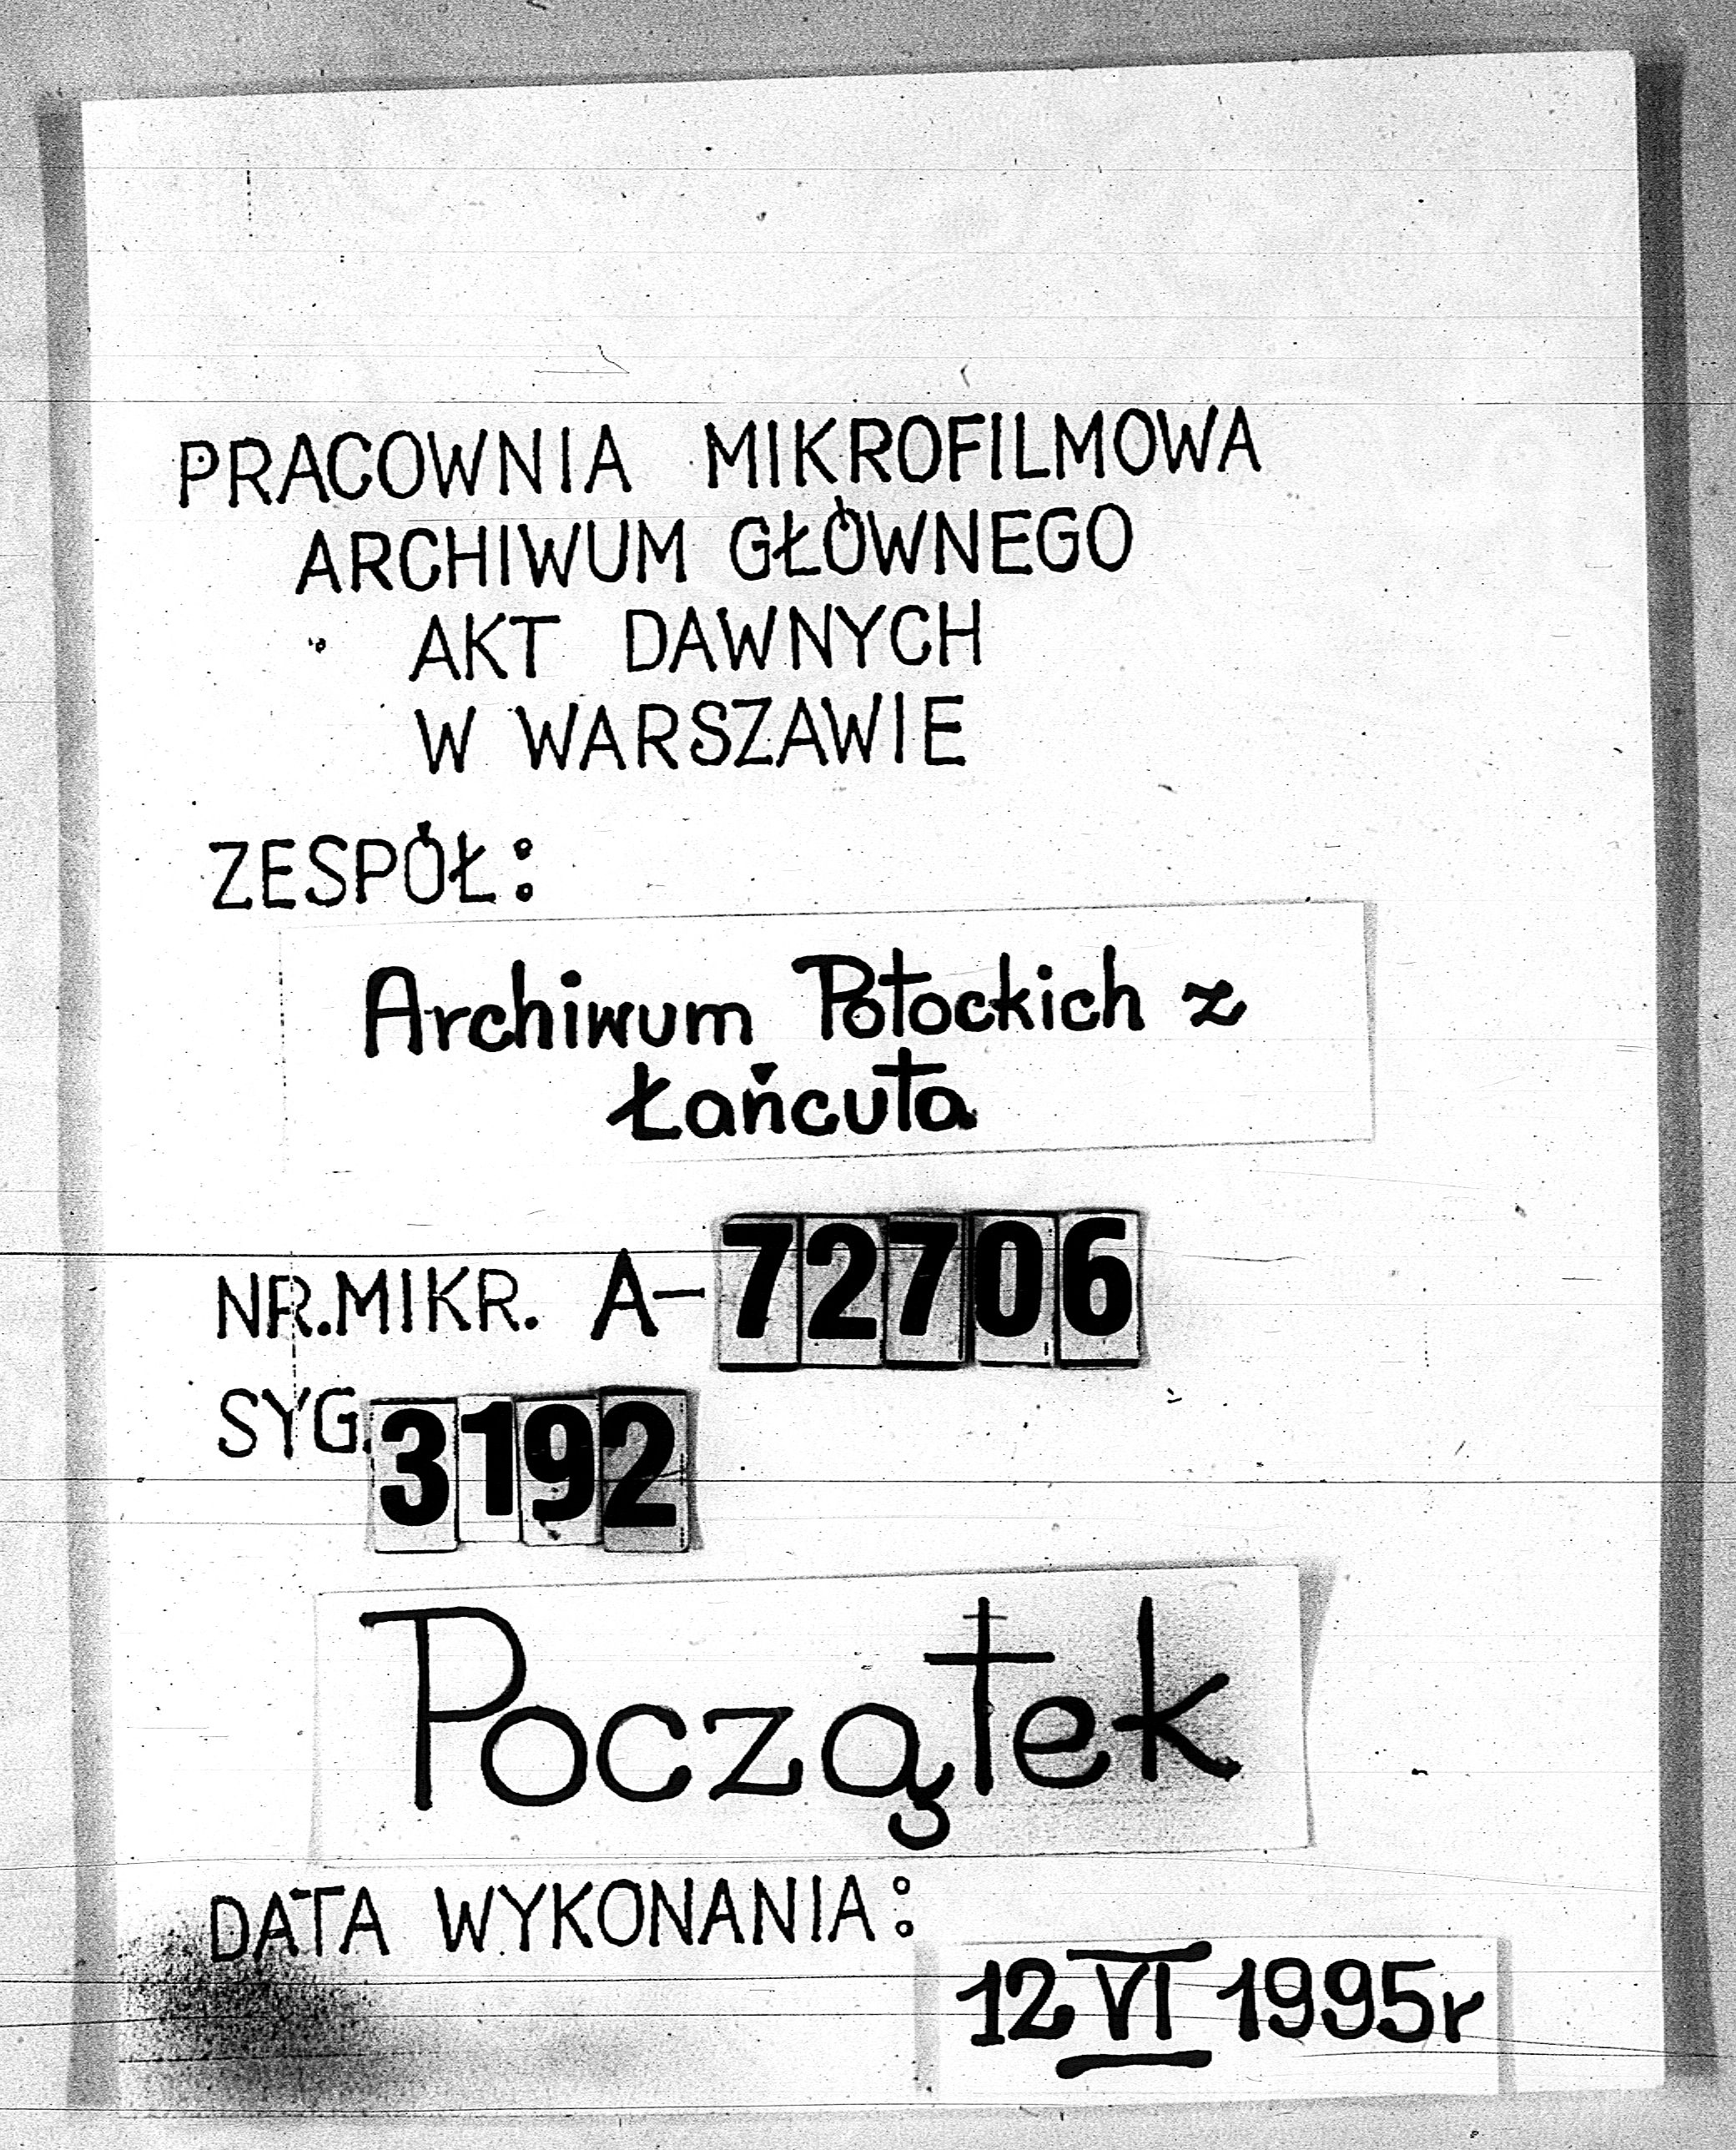 PRACOWNIA MIKROFILMOWA
ARCHIWUM GŁÓWNEGO
AKT DAWNYCH
W WARSZAWIE
ZESPÓŁ:
Archiwum Potockich z
Łańcuta
NR.MIKR. A-72706
SYG.3192
Początek
DATA WYKONANIA:
12 VI 1995r